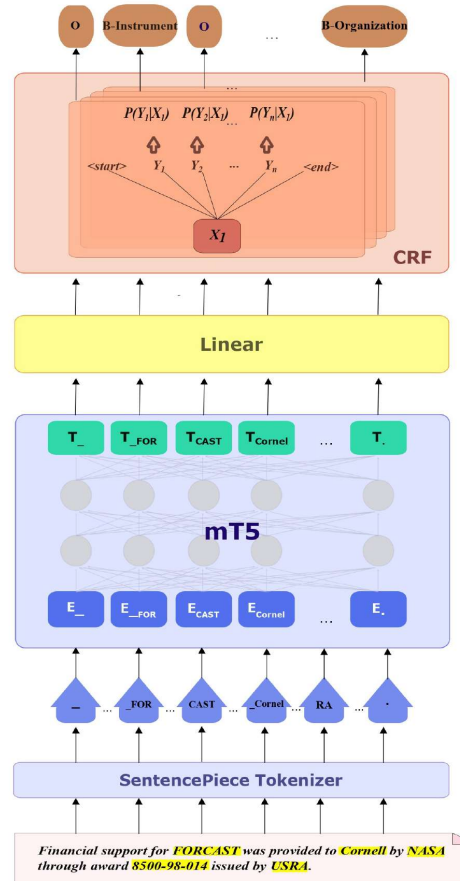 O B-Instrument O ... B-Organization
...
P(Y1|X1) P(Y2|X1) ... P(Yn|X1)
<start> Y1 Y2 ... Yn <end>
X1
CRF
Linear
T_ T_FOR TCAST TCornel ... T.
mT5
E_ E_FOR ECAST ECornel ... E.
_ ... _FOR ... CAST ... _Cornel ... RA ... .
SentencePiece Tokenizer
Financial support for FORCAST was provided to Cornell by NASA
through award 8500-98-014 issued by USRA.